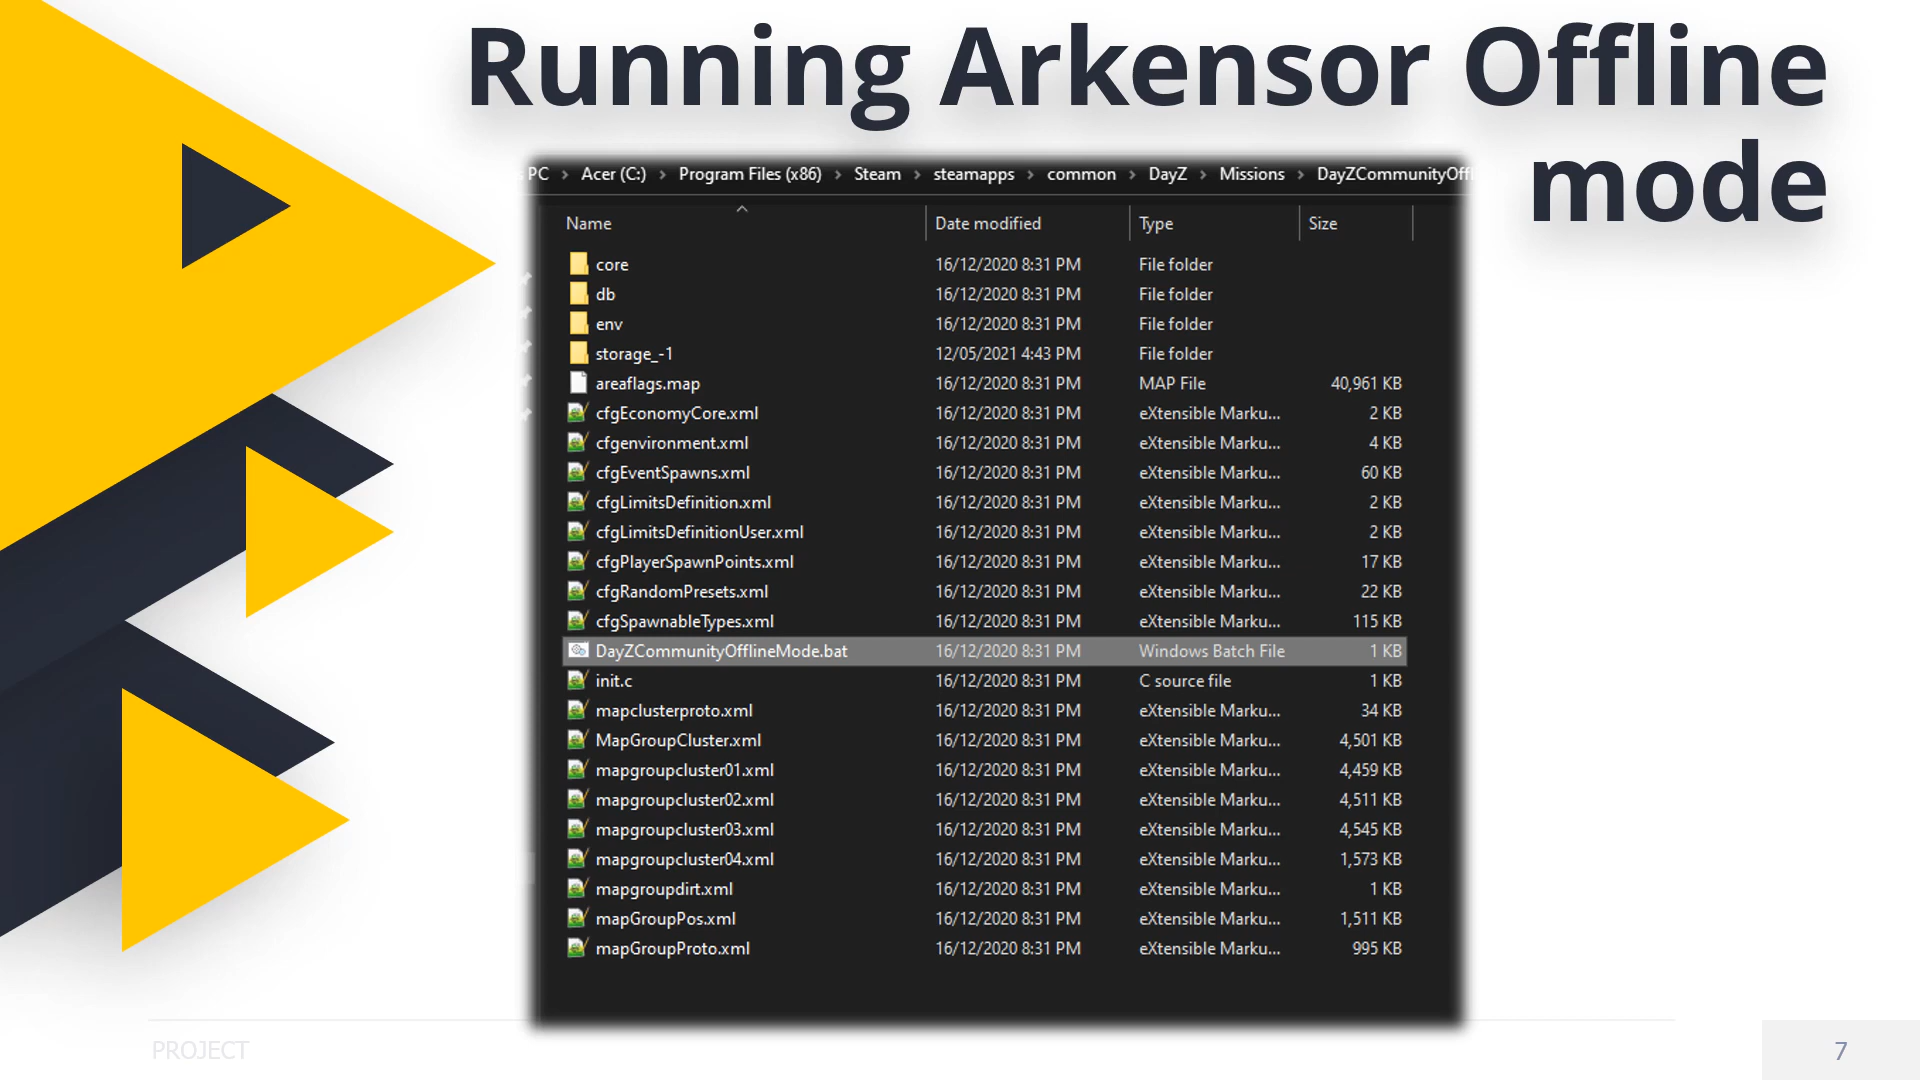 Running Arkensor Offline
mode
PC > Acer (C:) > Program Files (x86) > Steam > steamapps > common > DayZ > Missions > DayZCommunityOffl
Name Date modified Type Size
core 16/12/2020 8:31 PM File folder
db 16/12/2020 8:31 PM File folder
env 16/12/2020 8:31 PM File folder
storage_-1 12/05/2021 4:43 PM File folder
areaflags.map 16/12/2020 8:31 PM MAP File 40,961 KB
cfgEconomyCore.xml 16/12/2020 8:31 PM eXtensible Marku... 2 KB
cfgenvironment.xml 16/12/2020 8:31 PM eXtensible Marku... 4 KB
cfgEventSpawns.xml 16/12/2020 8:31 PM eXtensible Marku... 60 KB
cfgLimitsDefinition.xml 16/12/2020 8:31 PM eXtensible Marku... 2 KB
cfgLimitsDefinitionUser.xml 16/12/2020 8:31 PM eXtensible Marku... 2 KB
cfgPlayerSpawnPoints.xml 16/12/2020 8:31 PM eXtensible Marku... 17 KB
cfgRandomPresets.xml 16/12/2020 8:31 PM eXtensible Marku... 22 KB
cfgSpawnableTypes.xml 16/12/2020 8:31 PM eXtensible Marku... 115 KB
DayZCommunityOfflineMode.bat 16/12/2020 8:31 PM Windows Batch File 1 KB
init.c 16/12/2020 8:31 PM C source file 1 KB
mapclusterproto.xml 16/12/2020 8:31 PM eXtensible Marku... 34 KB
MapGroupCluster.xml 16/12/2020 8:31 PM eXtensible Marku... 4,501 KB
mapgroupcluster01.xml 16/12/2020 8:31 PM eXtensible Marku... 4,459 KB
mapgroupcluster02.xml 16/12/2020 8:31 PM eXtensible Marku... 4,511 KB
mapgroupcluster03.xml 16/12/2020 8:31 PM eXtensible Marku... 4,545 KB
mapgroupcluster04.xml 16/12/2020 8:31 PM eXtensible Marku... 1,573 KB
mapgroupdirt.xml 16/12/2020 8:31 PM eXtensible Marku... 1 KB
mapGroupPos.xml 16/12/2020 8:31 PM eXtensible Marku... 1,511 KB
mapGroupProto.xml 16/12/2020 8:31 PM eXtensible Marku... 995 KB
PROJECT
7